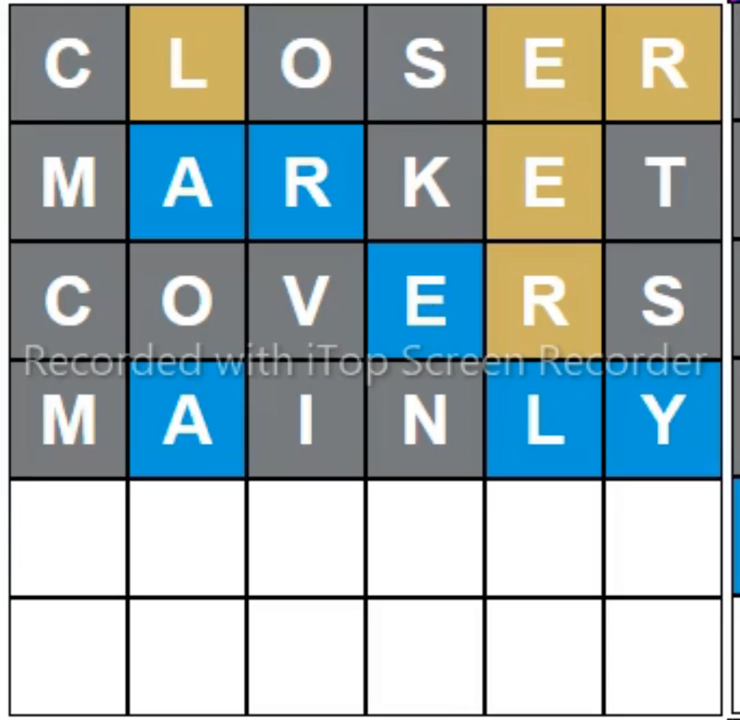 CLOSER
MARKET
COVERS
Recorded with iTop Screen Recorder
MAINLY